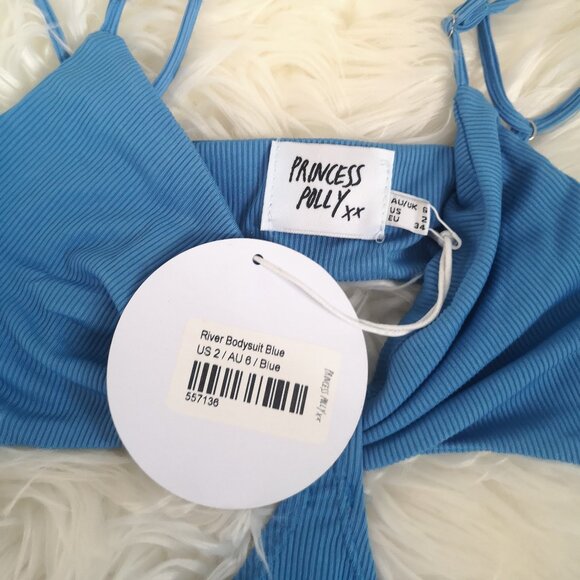 PRINCESS
POLLY xx
AU/UK 6
US 2
EU 34
River Bodysuit Blue
US 2 / AU 6 / Blue
557136
PRINCESS POLLY xx